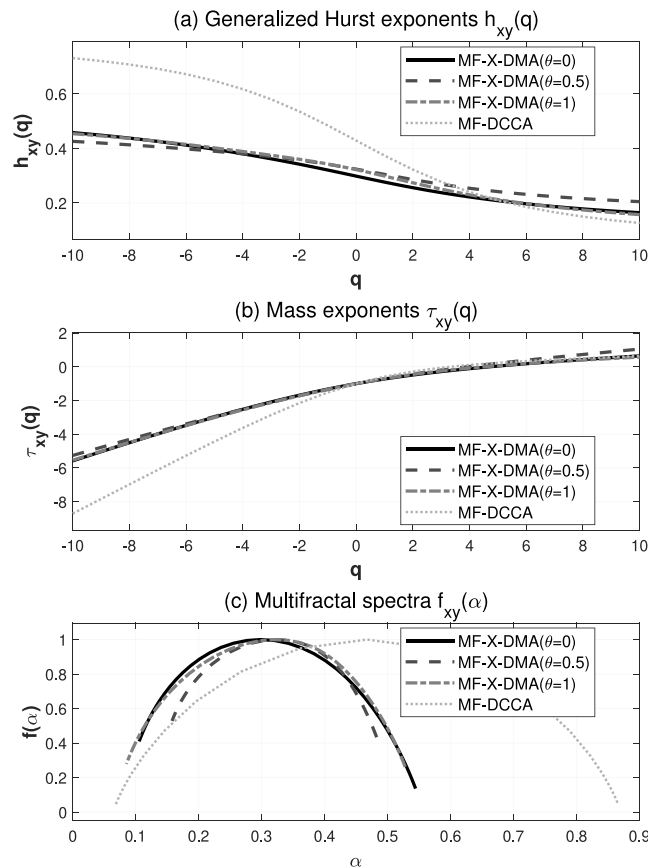 (a) Generalized Hurst exponents h_xy(q)
h_xy(q)
0.6
0.4
0.2
MF-X-DMA(θ=0)
MF-X-DMA(θ=0.5)
MF-X-DMA(θ=1)
MF-DCCA
-10 -8 -6 -4 -2 0 2 4 6 8 10
q
(b) Mass exponents τ_xy(q)
τ_xy(q)
2
0
-2
-4
-6
-8
MF-X-DMA(θ=0)
MF-X-DMA(θ=0.5)
MF-X-DMA(θ=1)
MF-DCCA
-10 -8 -6 -4 -2 0 2 4 6 8 10
q
(c) Multifractal spectra f_xy(α)
f(α)
1
0.8
0.6
0.4
0.2
0
MF-X-DMA(θ=0)
MF-X-DMA(θ=0.5)
MF-X-DMA(θ=1)
MF-DCCA
0 0.1 0.2 0.3 0.4 0.5 0.6 0.7 0.8 0.9
α